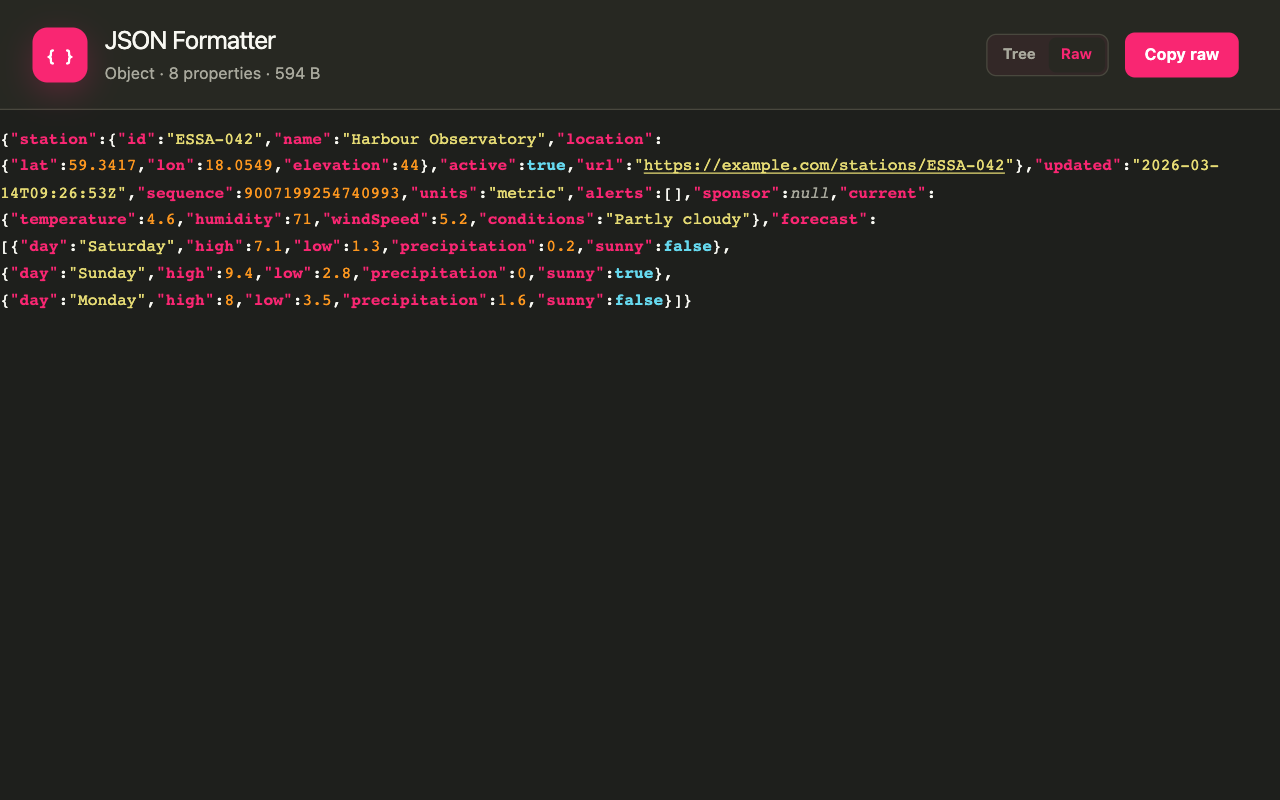 { }
JSON Formatter
Object · 8 properties · 594 B
Tree
Raw
Copy raw
{"station":{"id":"ESSA-042","name":"Harbour Observatory","location":
{"lat":59.3417,"lon":18.0549,"elevation":44},"active":true,"url":"https://example.com/stations/ESSA-042"},"updated":"2026-03-
14T09:26:53Z","sequence":9007199254740993,"units":"metric","alerts":[],"sponsor":null,"current":
{"temperature":4.6,"humidity":71,"windSpeed":5.2,"conditions":"Partly cloudy"},"forecast":
[{"day":"Saturday","high":7.1,"low":1.3,"precipitation":0.2,"sunny":false},
{"day":"Sunday","high":9.4,"low":2.8,"precipitation":0,"sunny":true},
{"day":"Monday","high":8,"low":3.5,"precipitation":1.6,"sunny":false}]}